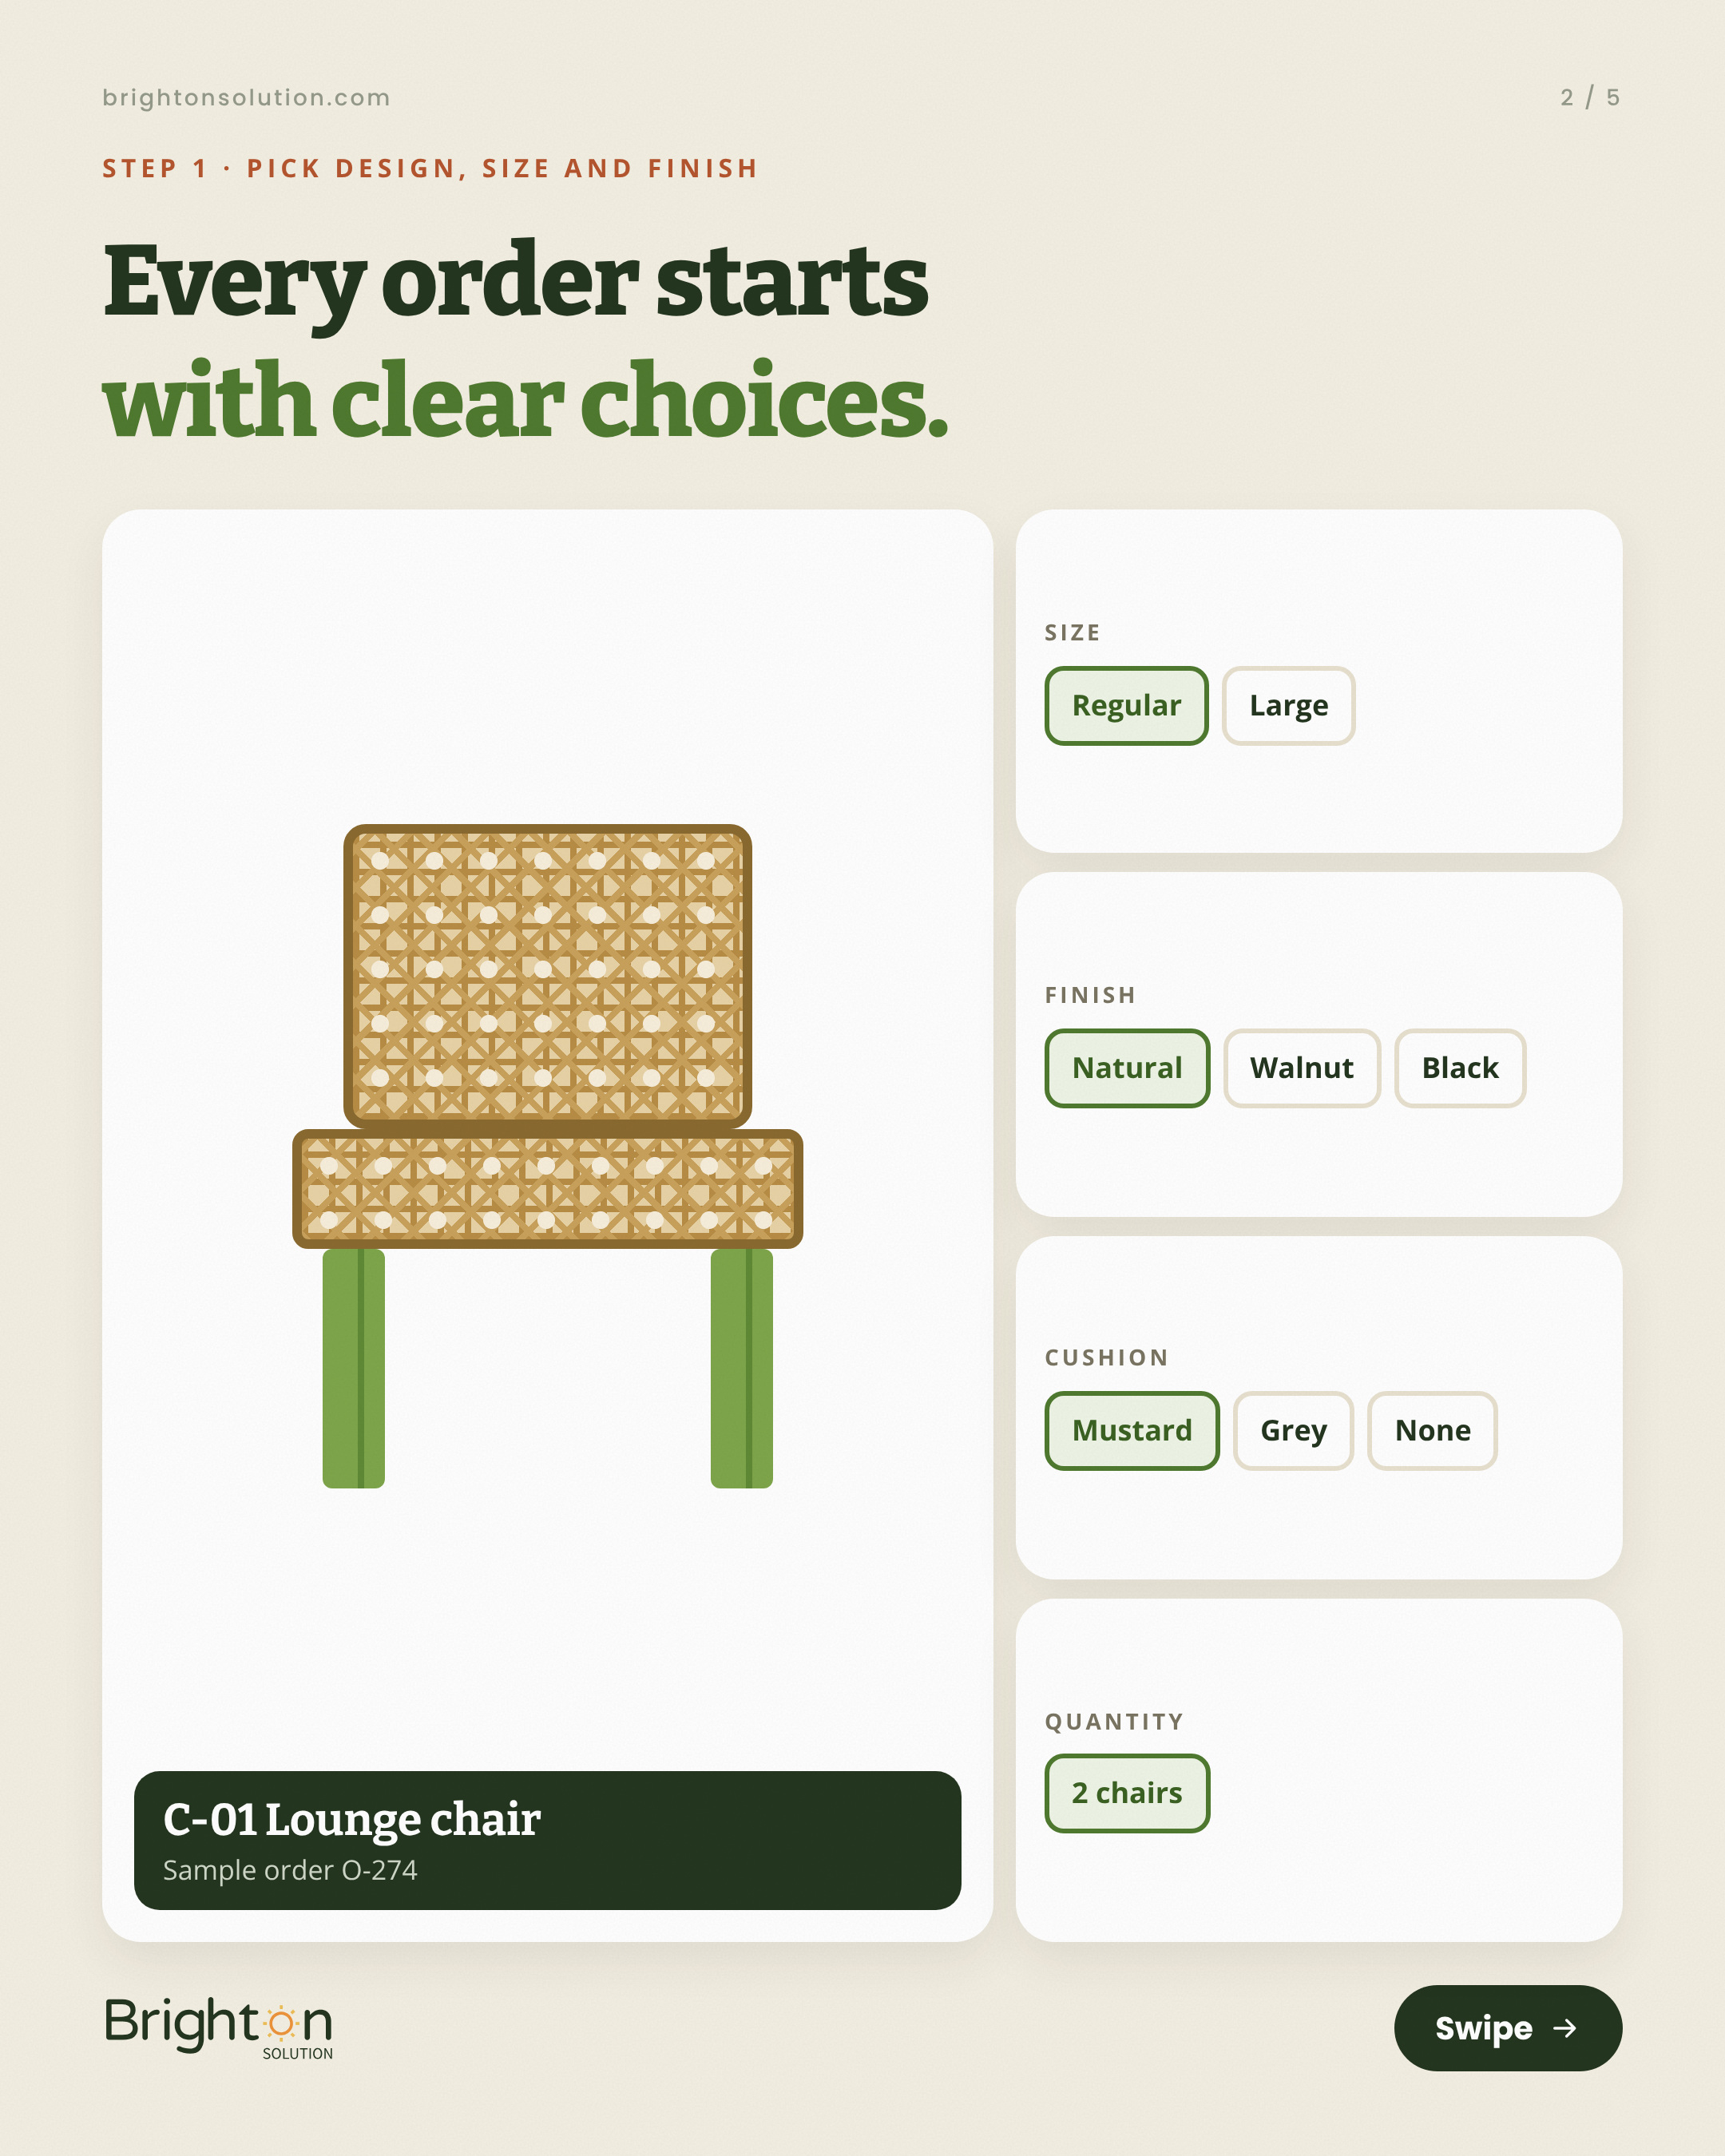 brightonsolution.com
2 / 5
STEP 1 · PICK DESIGN, SIZE AND FINISH
Every order starts
with clear choices.
C-01 Lounge chair
Sample order O-274
SIZE
Regular Large
FINISH
Natural Walnut Black
CUSHION
Mustard Grey None
QUANTITY
2 chairs
Brighton
SOLUTION
Swipe →